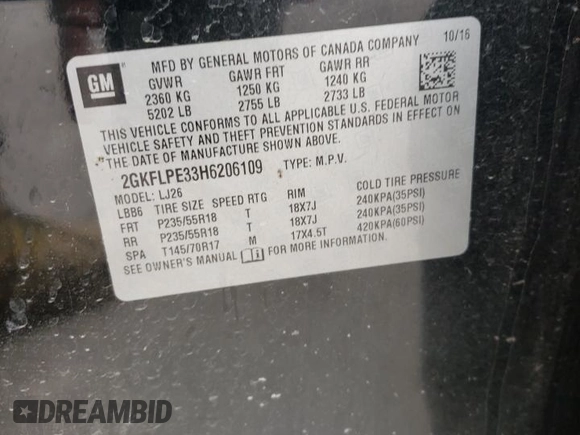 GM
MFD BY GENERAL MOTORS OF CANADA COMPANY 10/16
GVWR GAWR FRT GAWR RR
2360 KG 1250 KG 1240 KG
5202 LB 2755 LB 2733 LB
THIS VEHICLE CONFORMS TO ALL APPLICABLE U.S. FEDERAL MOTOR
VEHICLE SAFETY AND THEFT PREVENTION STANDARDS IN EFFECT ON
THE DATE OF MANUFACTURE SHOWN ABOVE.
2GKFLPE33H6206109 TYPE: M.P.V.
MODEL: LJ26
LBB6 TIRE SIZE SPEED RTG RIM COLD TIRE PRESSURE
FRT P235/55R18 T 18X7J 240KPA(35PSI)
RR P235/55R18 T 18X7J 240KPA(35PSI)
SPA T145/70R17 M 17X4.5T 420KPA(60PSI)
SEE OWNER'S MANUAL FOR MORE INFORMATION.
DREAMBID